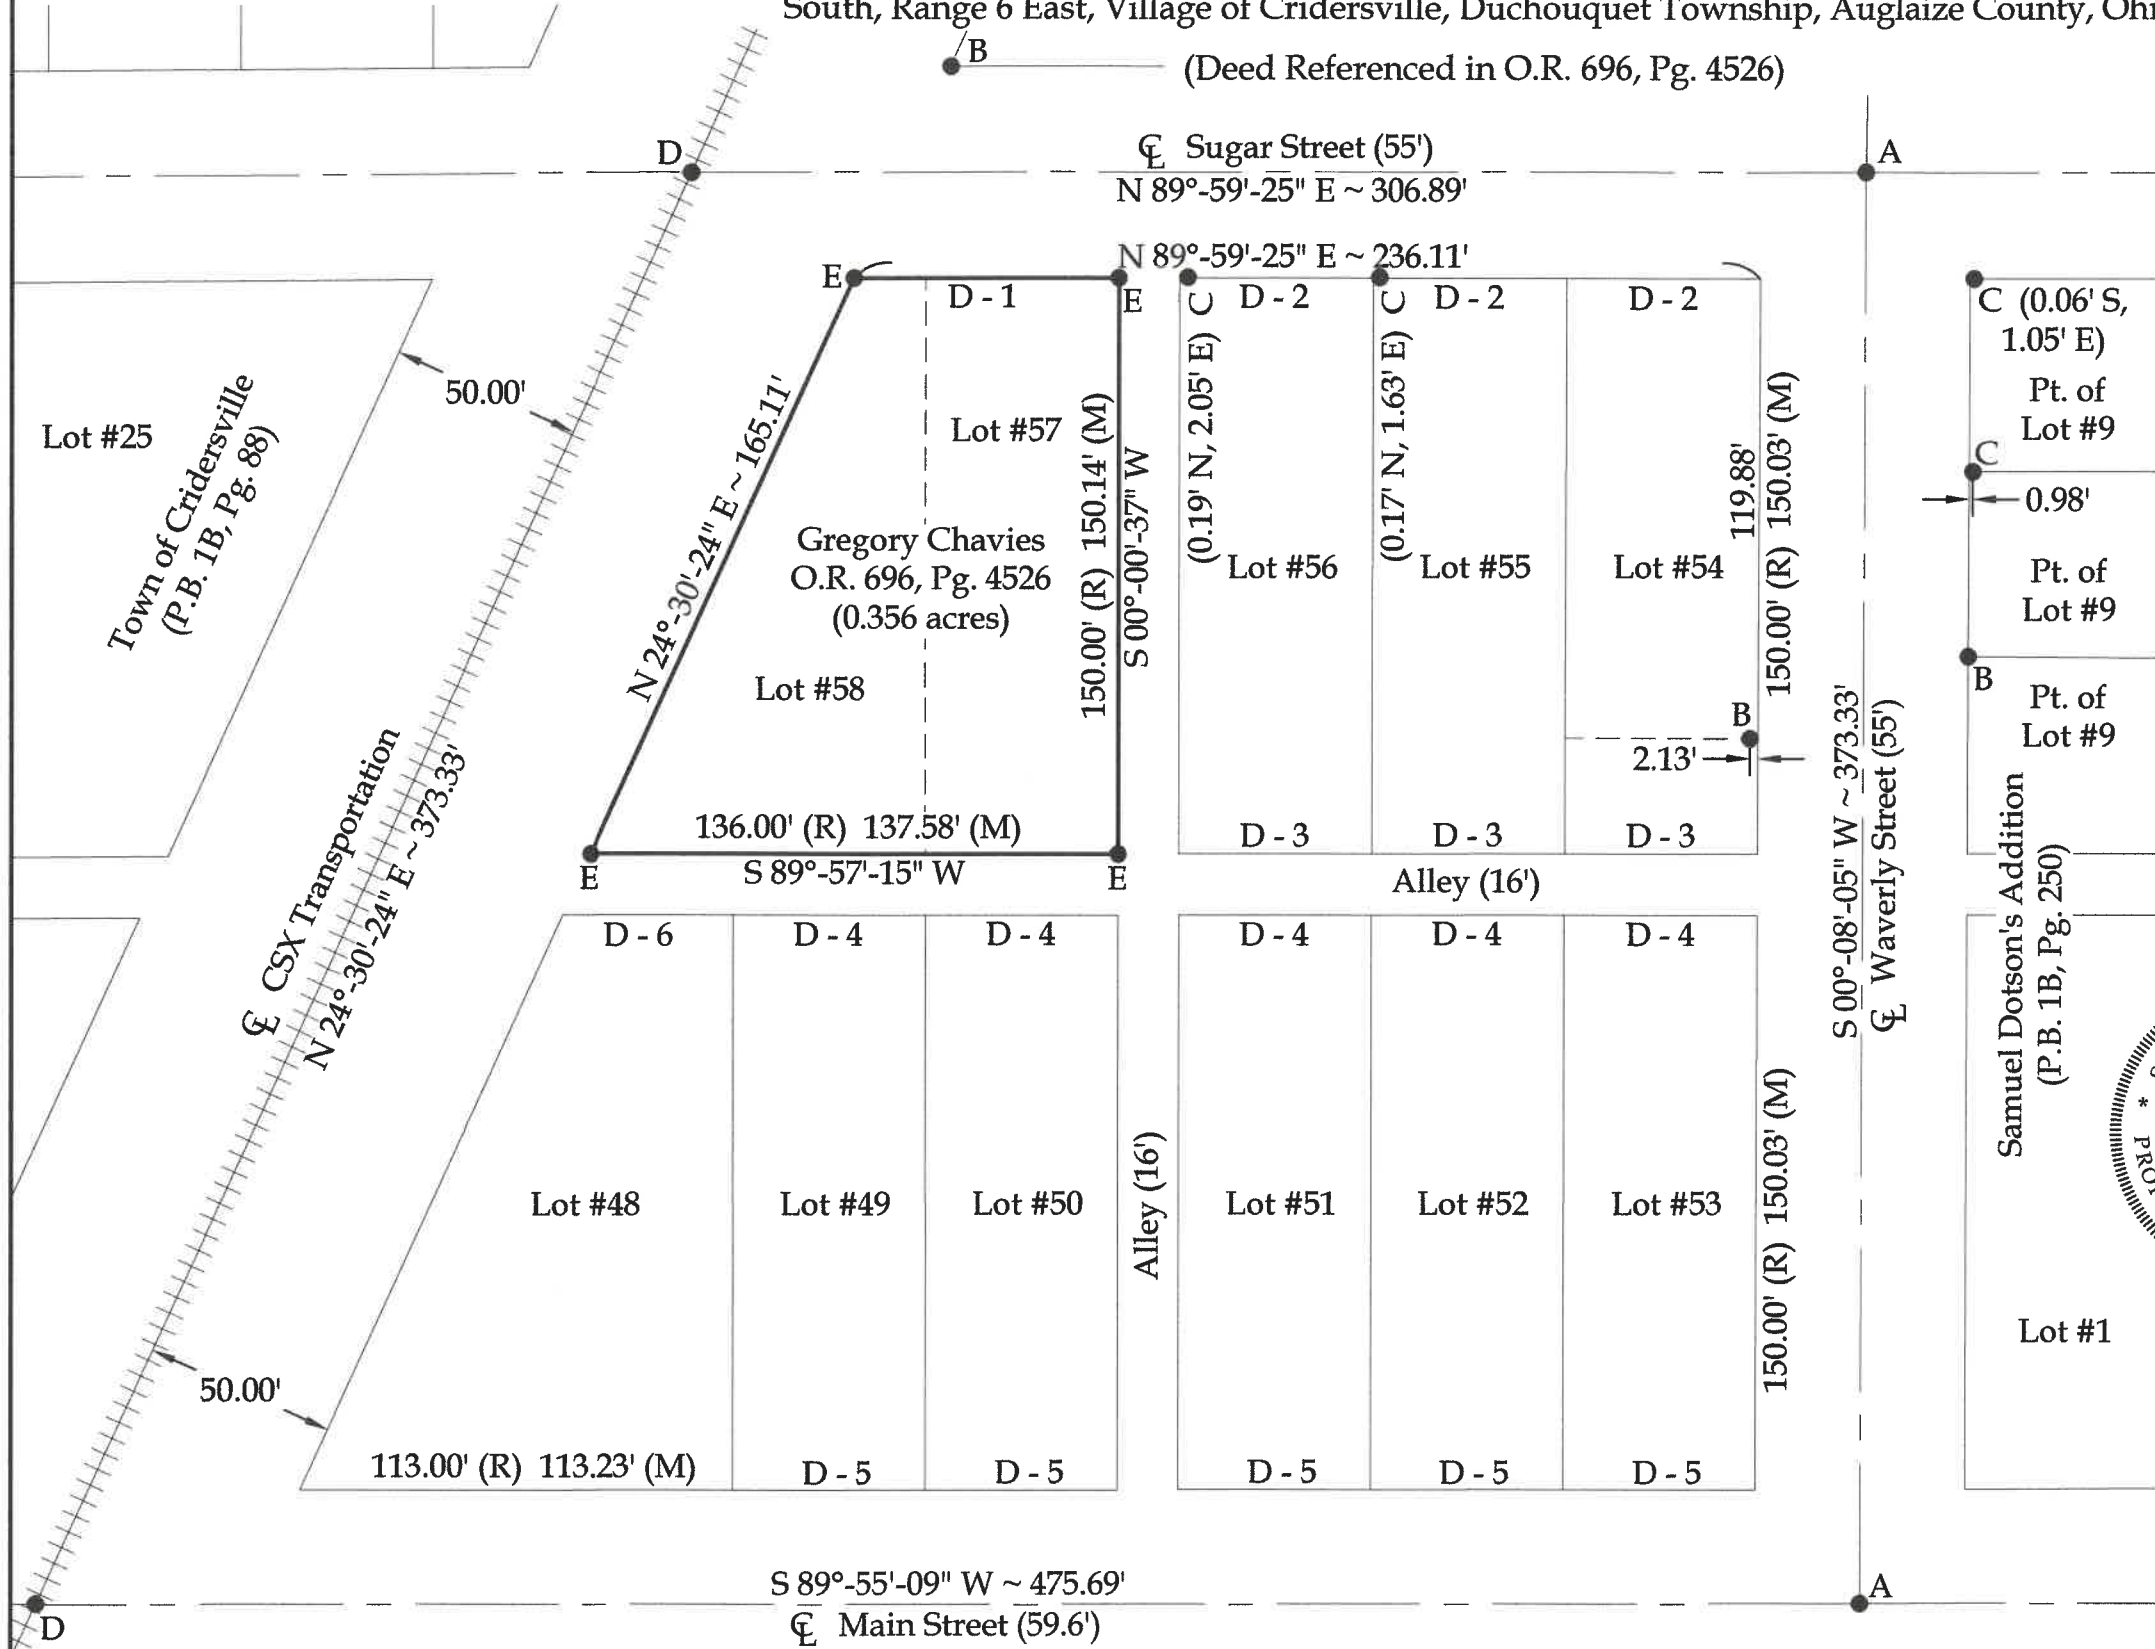 South, Range 6 East, Village of Cridersville, Duchouquet Township, Auglaize County,
B
(Deed Referenced in O.R. 696, Pg. 4526)
D
℄ Sugar Street (55')
N 89°-59'-25" E ~ 306.89'
A
N 89°-59'-25" E ~ 236.11'
E
D - 1
E
C
D - 2
C
D - 2
D - 2
(0.19' N, 2.05' E)
(0.17' N, 1.63' E)
C (0.06' S,
1.05' E)
Pt. of
Lot #9
C
0.98'
Pt. of
Lot #9
B
Pt. of
Lot #9
50.00'
Lot #25
Town of Cridersville
(P.B. 1B, Pg. 88)
N 24°-30'-24" E ~ 165.11'
Lot #57
150.00' (R) 150.14' (M)
S 00°-00'-37" W
Gregory Chavies
O.R. 696, Pg. 4526
(0.356 acres)
Lot #58
Lot #56
Lot #55
Lot #54
119.88'
150.00' (R) 150.03' (M)
B
2.13'
136.00' (R) 137.58' (M)
S 89°-57'-15" W
E
E
D - 3
D - 3
D - 3
Alley (16')
℄ CSX Transportation
N 24°-30'-24" E ~ 373.33'
S 00°-08'-05" W ~ 373.33'
℄ Waverly Street (55')
Samuel Dotson's Addition
(P.B. 1B, Pg. 250)
D - 6
D - 4
D - 4
D - 4
D - 4
D - 4
Lot #48
Lot #49
Lot #50
Alley (16')
Lot #51
Lot #52
Lot #53
150.00' (R) 150.03' (M)
Lot #1
50.00'
113.00' (R) 113.23' (M)
D - 5
D - 5
D - 5
D - 5
D - 5
S 89°-55'-09" W ~ 475.69'
℄ Main Street (59.6')
D
A